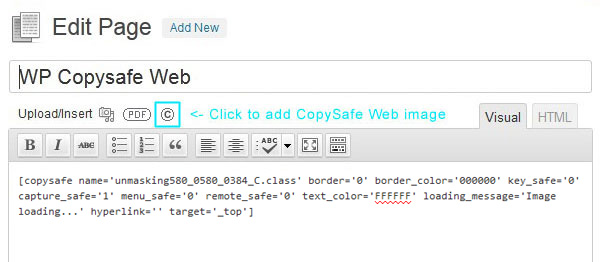 Edit Page Add New
WP Copysafe Web
Upload/Insert PDF © <- Click to add CopySafe Web image Visual HTML
B I ABC ABC
[copysafe name='unmasking580_0580_0384_C.class' border='0' border_color='000000' key_safe='0'
capture_safe='1' menu_safe='0' remote_safe='0' text_color='FFFFFF' loading_message='Image
loading...' hyperlink='' target='_top']